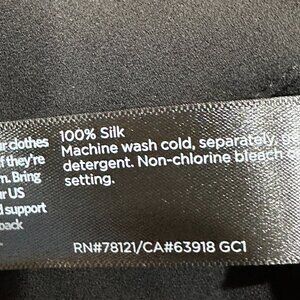 clothes
if they're
Bring
US
support
back
100% Silk
Machine wash cold, separately,
detergent. Non-chlorine bleach
setting.
RN#78121/CA#63918 GC1